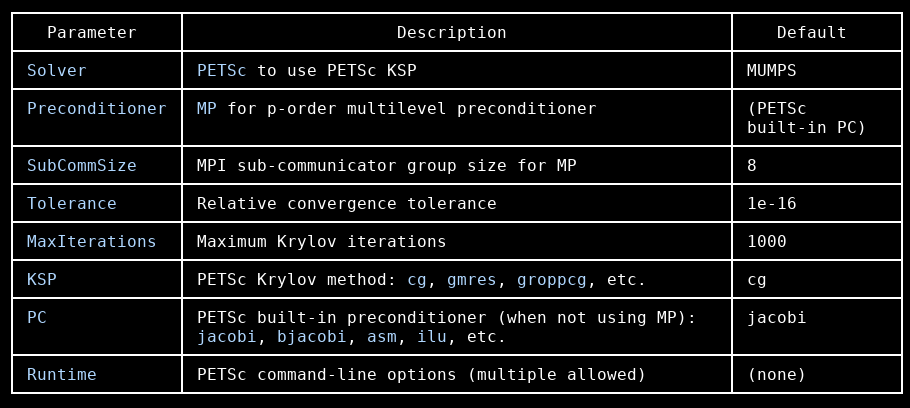 Parameter Description Default
Solver PETSc to use PETSc KSP MUMPS
Preconditioner MP for p-order multilevel preconditioner (PETSc
built-in PC)
SubCommSize MPI sub-communicator group size for MP 8
Tolerance Relative convergence tolerance 1e-16
MaxIterations Maximum Krylov iterations 1000
KSP PETSc Krylov method: cg, gmres, groppcg, etc. cg
PC PETSc built-in preconditioner (when not using MP): jacobi
jacobi, bjacobi, asm, ilu, etc.
Runtime PETSc command-line options (multiple allowed) (none)